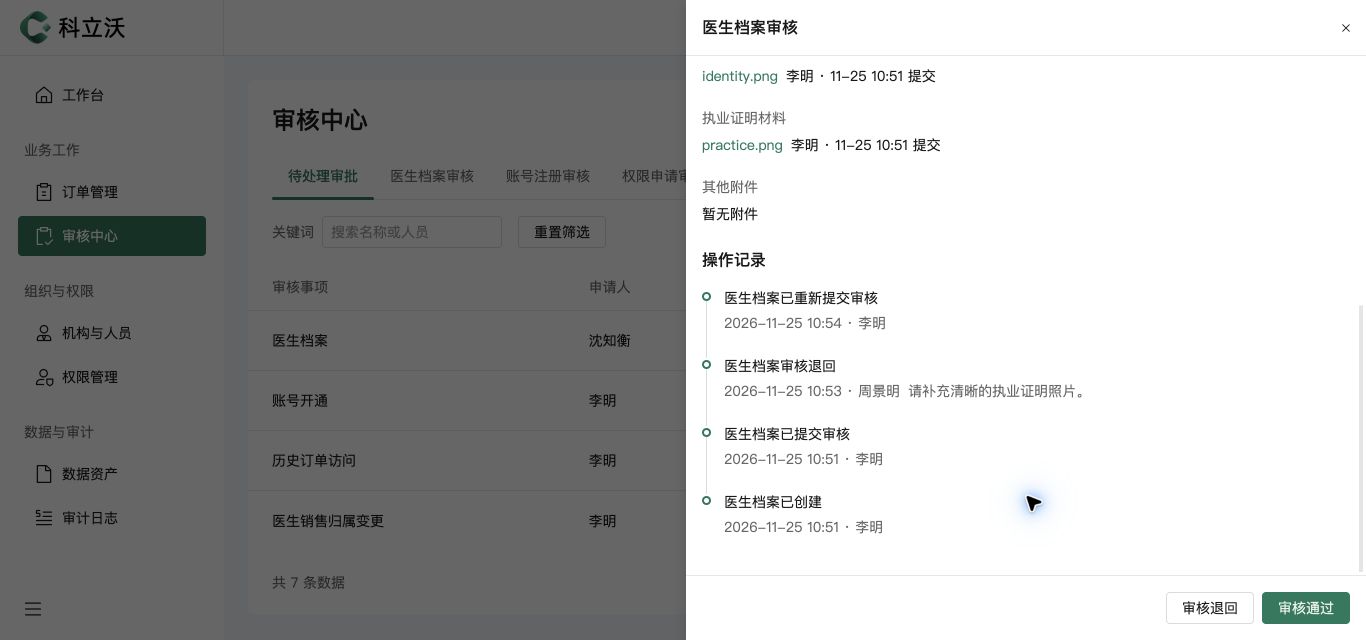 科立沃
工作台
业务工作
订单管理
审核中心
组织与权限
机构与人员
权限管理
数据与审计
数据资产
审计日志
审核中心
待处理审批 医生档案审核 账号注册审核 权限申请审
关键词 搜索名称或人员 重置筛选
审核事项 申请人
医生档案 沈知衡
账号开通 李明
历史订单访问 李明
医生销售归属变更 李明
共 7 条数据
医生档案审核
identity.png 李明 · 11-25 10:51 提交
执业证明材料
practice.png 李明 · 11-25 10:51 提交
其他附件
暂无附件
操作记录
医生档案已重新提交审核
2026-11-25 10:54 · 李明
医生档案审核退回
2026-11-25 10:53 · 周景明 请补充清晰的执业证明照片。
医生档案已提交审核
2026-11-25 10:51 · 李明
医生档案已创建
2026-11-25 10:51 · 李明
审核退回 审核通过